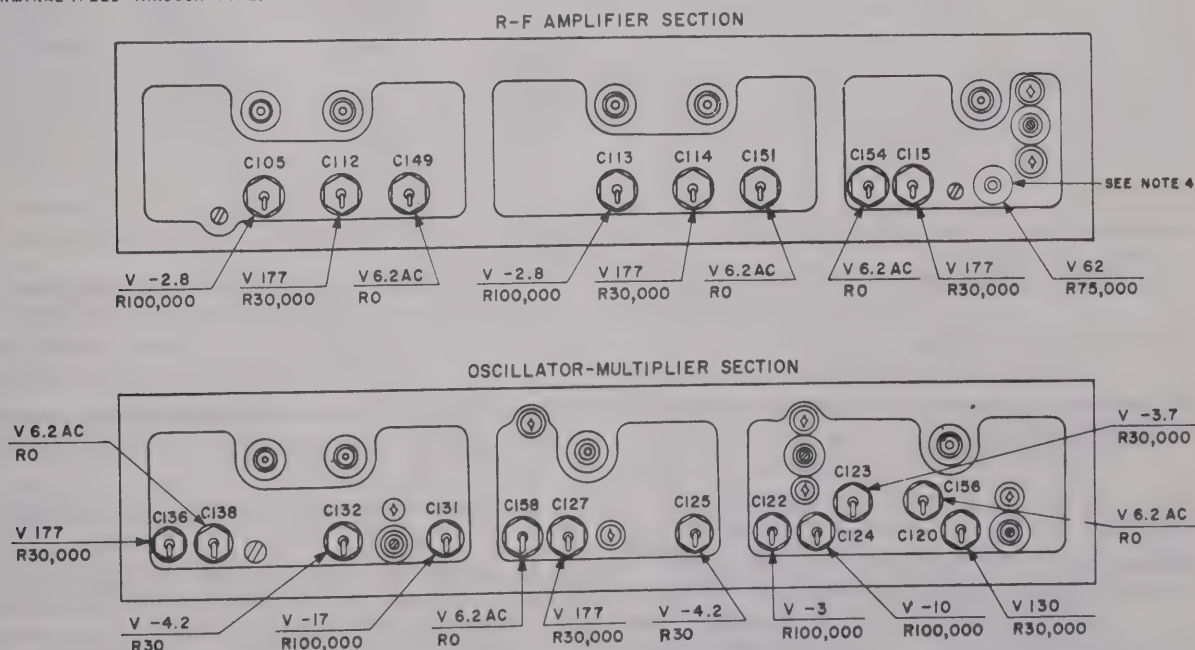 R-F AMPLIFIER SECTION
C105 C112 C149
C113 C114 C151
C154 C115
SEE NOTE 4
V -2.8
R100,000
V 177
R30,000
V 6.2 AC
R0
V -2.8
R100,000
V 177
R30,000
V 6.2 AC
R0
V 6.2 AC
R0
V 177
R30,000
V 62
R75,000
OSCILLATOR-MULTIPLIER SECTION
V 6.2 AC
R0
V 177
R30,000
C136 C138 C132 C131
C158 C127 C125
C122 C123 C156
C124 C120
V -3.7
R30,000
V 6.2 AC
R0
V -4.2
R30
V -17
R100,000
V 6.2 AC
R0
V 177
R30,000
V -4.2
R30
V -3
R100,000
V -10
R100,000
V 130
R30,000